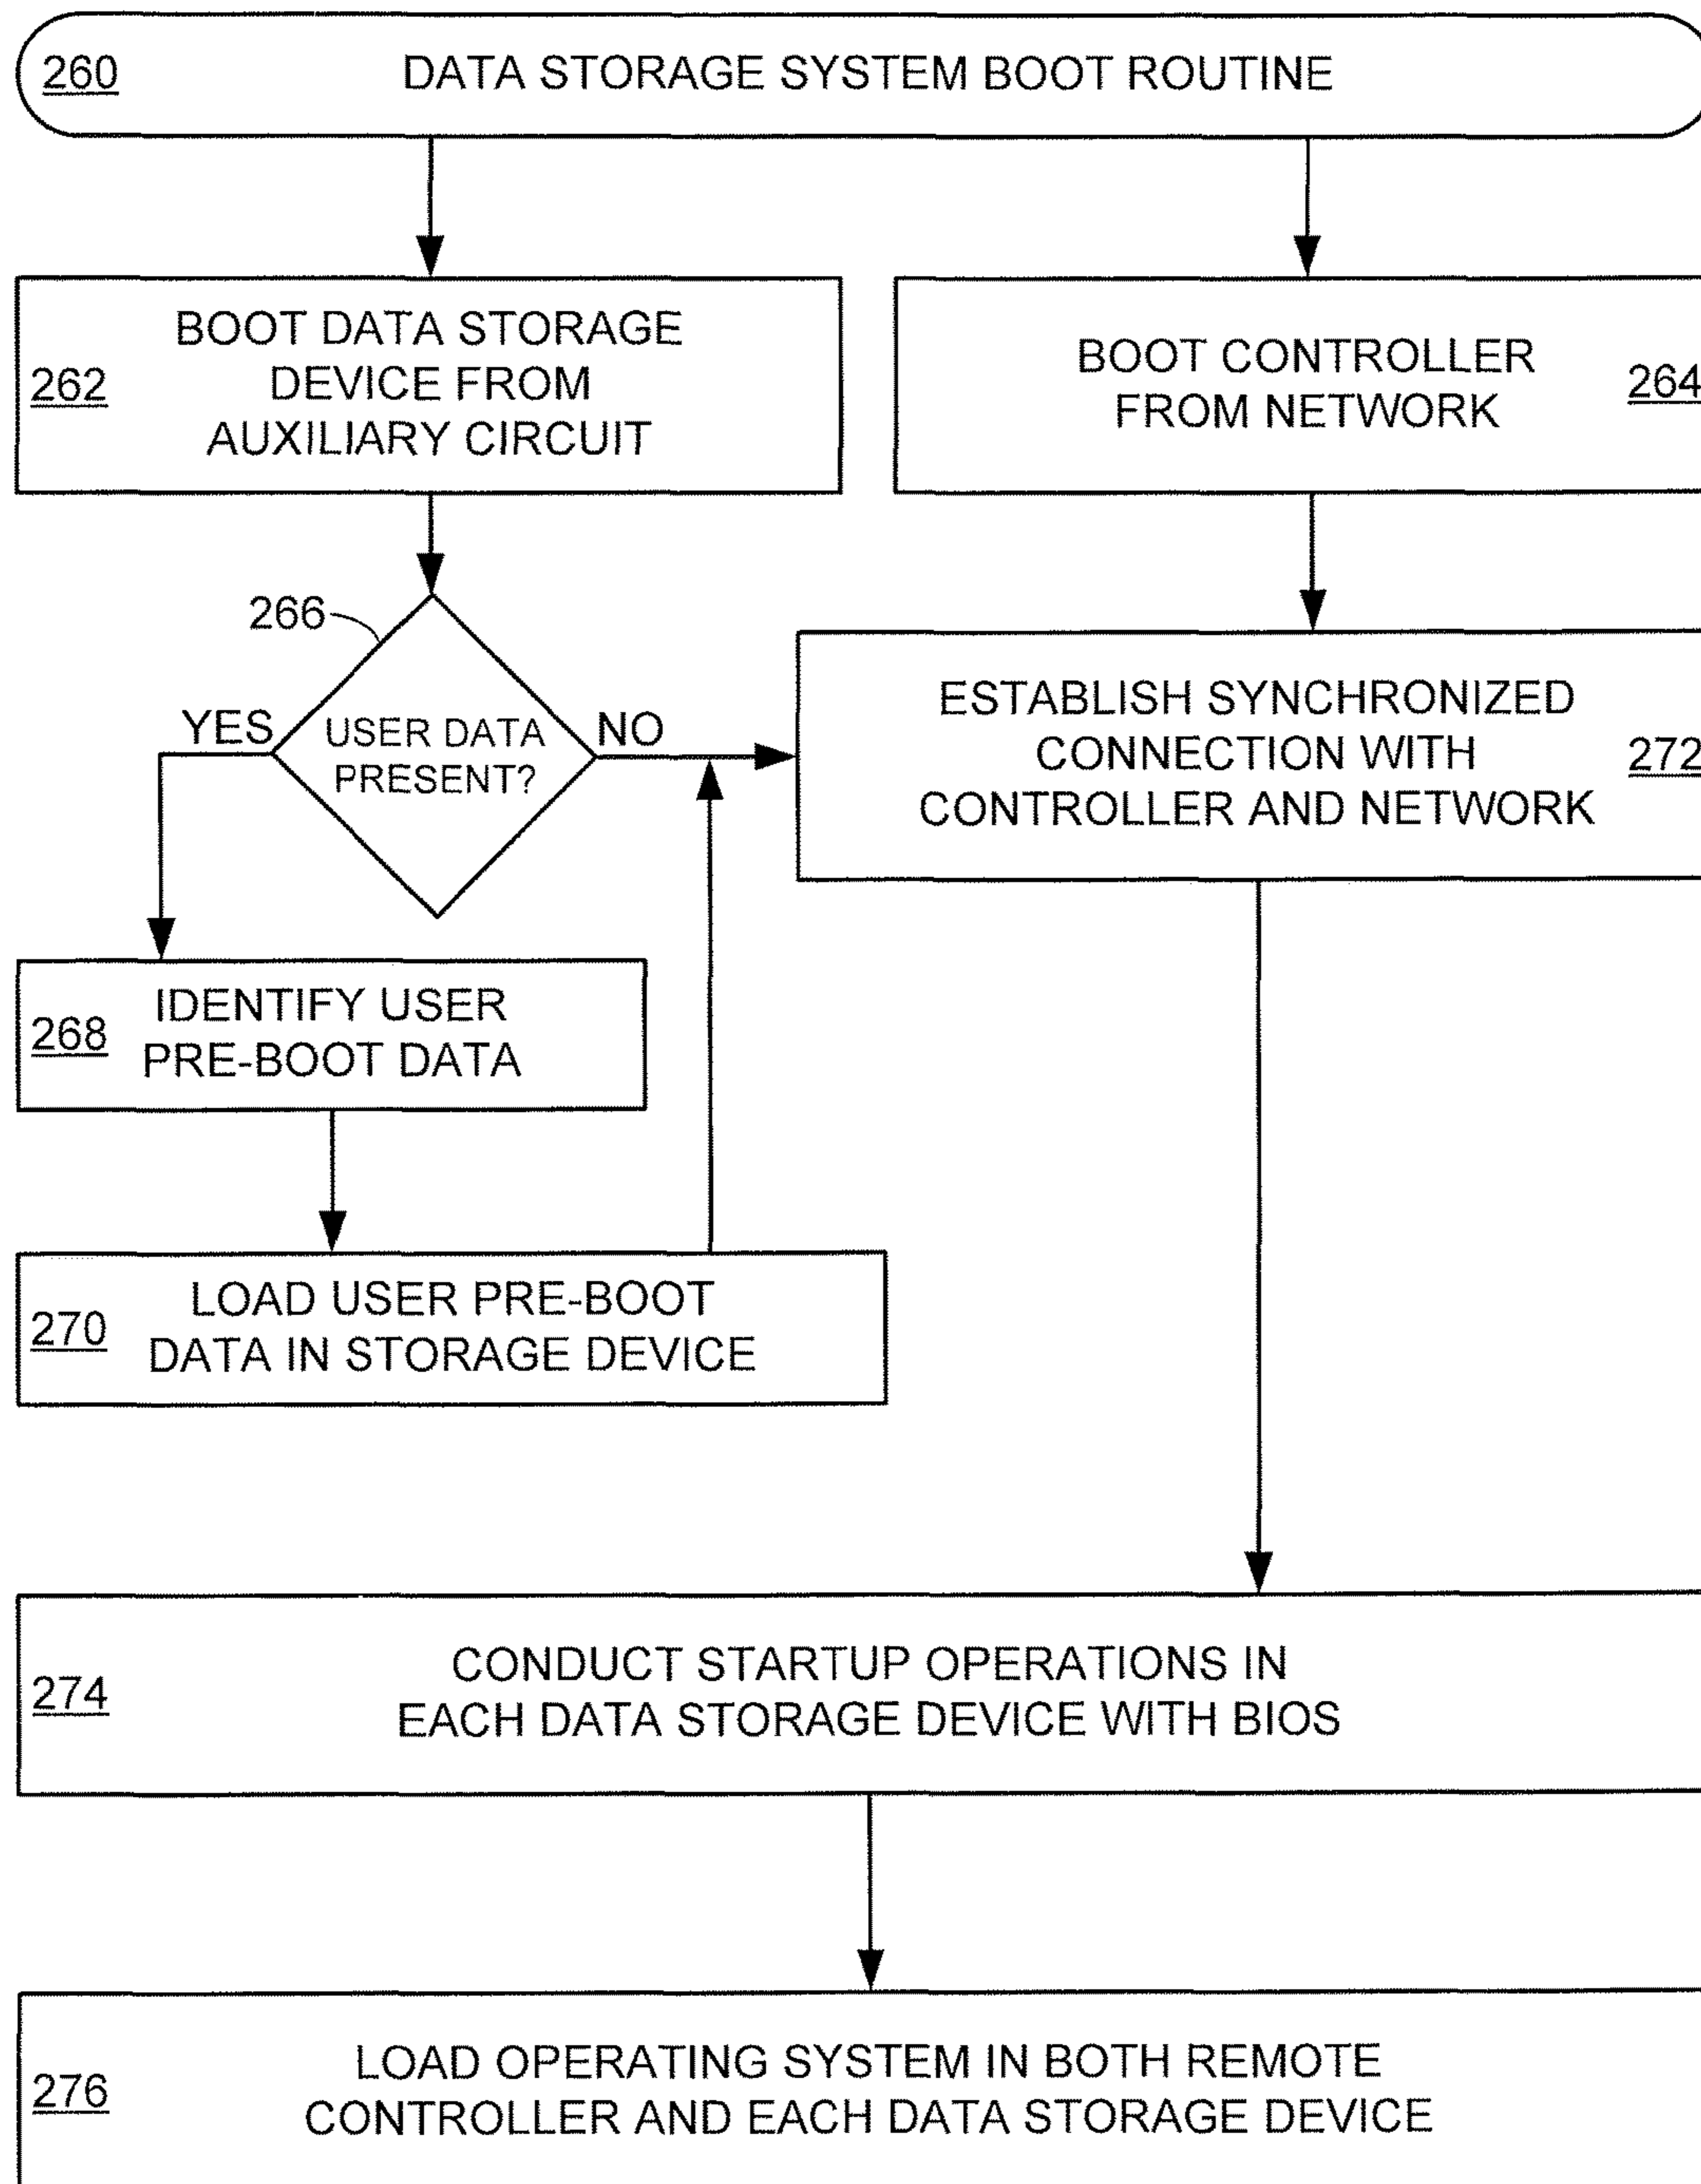 260
DATA STORAGE SYSTEM BOOT ROUTINE
262
BOOT DATA STORAGE
DEVICE FROM
AUXILIARY CIRCUIT
BOOT CONTROLLER
FROM NETWORK
264
266
YES
USER DATA
PRESENT?
NO
ESTABLISH SYNCHRONIZED
CONNECTION WITH
CONTROLLER AND NETWORK
272
268
IDENTIFY USER
PRE-BOOT DATA
270
LOAD USER PRE-BOOT
DATA IN STORAGE DEVICE
274
CONDUCT STARTUP OPERATIONS IN
EACH DATA STORAGE DEVICE WITH BIOS
276
LOAD OPERATING SYSTEM IN BOTH REMOTE
CONTROLLER AND EACH DATA STORAGE DEVICE